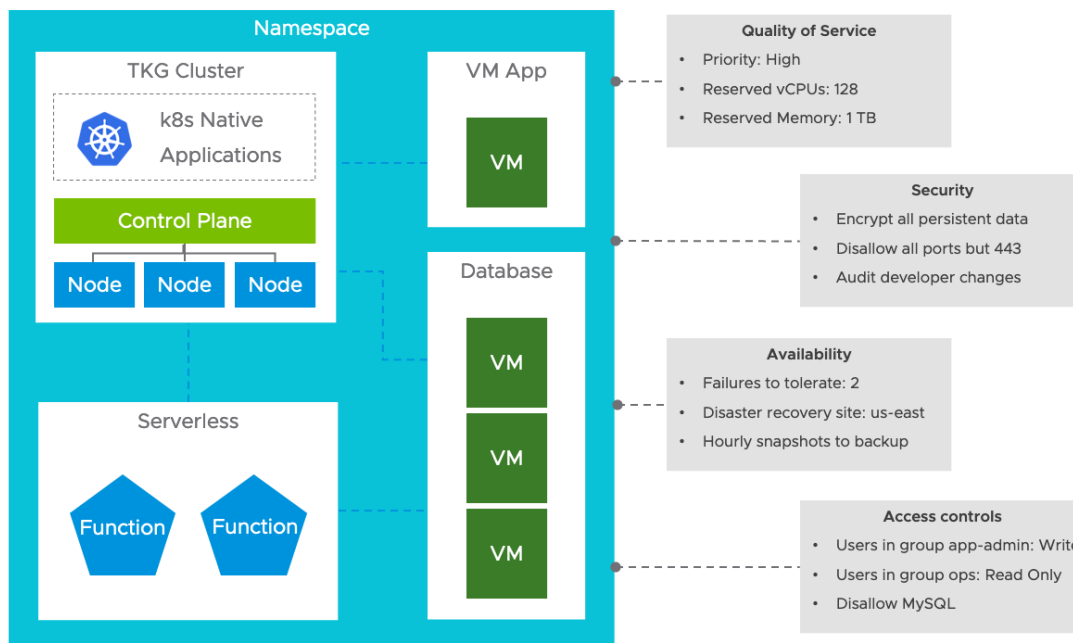 Namespace
TKG Cluster
k8s Native
Applications
Control Plane
Node Node Node
Serverless
Function Function
VM App
VM
Database
VM
VM
VM
Quality of Service
• Priority: High
• Reserved vCPUs: 128
• Reserved Memory: 1 TB
Security
• Encrypt all persistent data
• Disallow all ports but 443
• Audit developer changes
Availability
• Failures to tolerate: 2
• Disaster recovery site: us-east
• Hourly snapshots to backup
Access controls
• Users in group app-admin: Write
• Users in group ops: Read Only
• Disallow MySQL